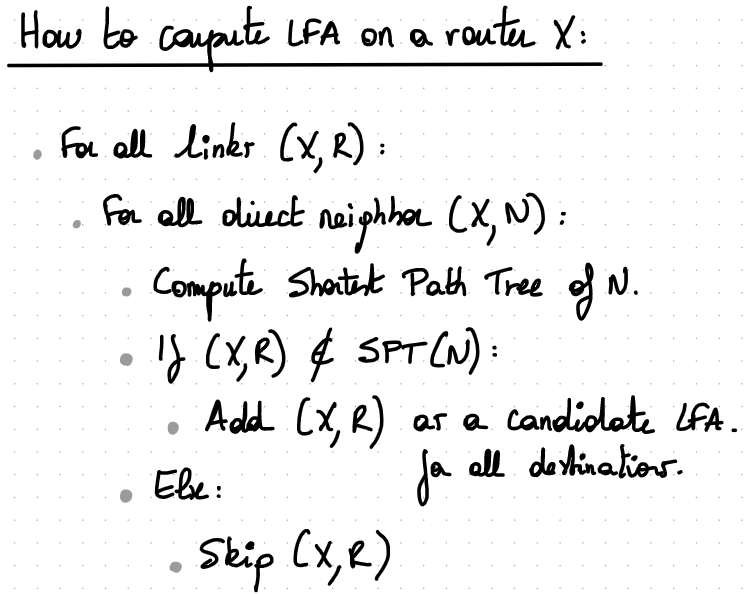 How to compute LFA on a router X:
• For all links (X, R) :
• For all direct neighbor (X, N) :
• Compute Shortest Path Tree of N.
• If (X,R) ∉ SPT(N) :
• Add (X, R) as a candidate LFA.
for all destinations.
• Else :
• Skip (X, R)